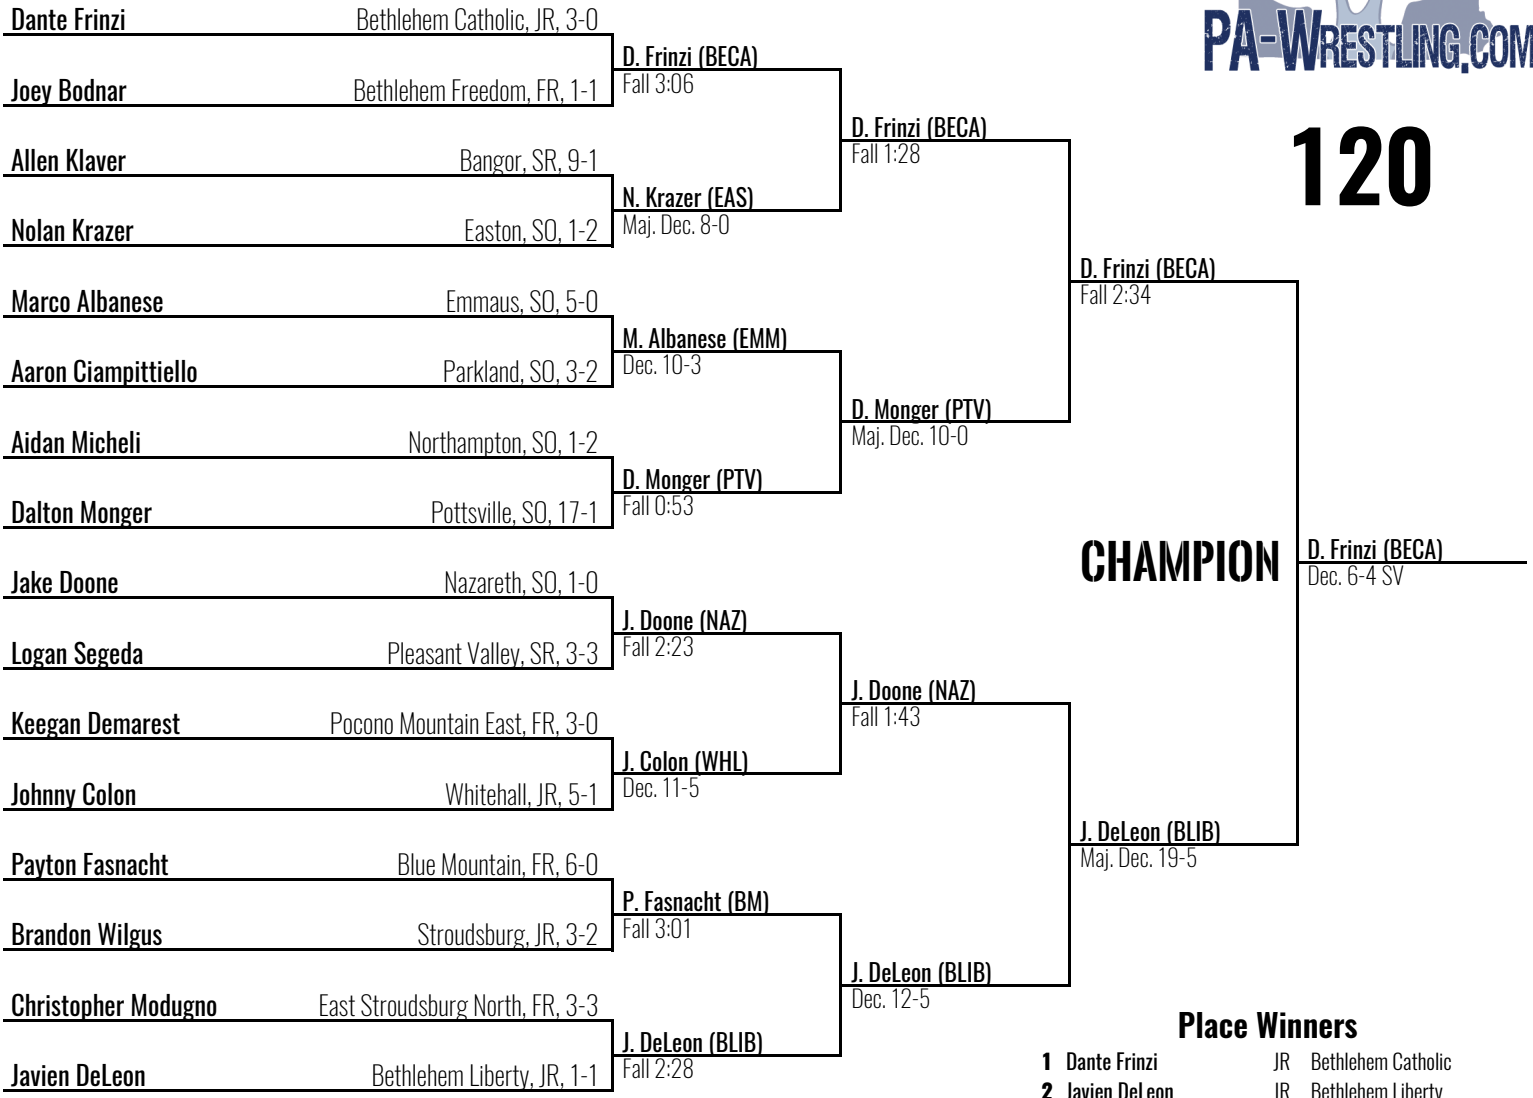 PA-WRESTLING.COM
120
Dante Frinzi Bethlehem Catholic, JR, 3-0
Joey Bodnar Bethlehem Freedom, FR, 1-1
Allen Klaver Bangor, SR, 9-1
Nolan Krazer Easton, SO, 1-2
Marco Albanese Emmaus, SO, 5-0
Aaron Ciampittiello Parkland, SO, 3-2
Aidan Micheli Northampton, SO, 1-2
Dalton Monger Pottsville, SO, 17-1
Jake Doone Nazareth, SO, 1-0
Logan Segeda Pleasant Valley, SR, 3-3
Keegan Demarest Pocono Mountain East, FR, 3-0
Johnny Colon Whitehall, JR, 5-1
Payton Fasnacht Blue Mountain, FR, 6-0
Brandon Wilgus Stroudsburg, JR, 3-2
Christopher Modugno East Stroudsburg North, FR, 3-3
Javien DeLeon Bethlehem Liberty, JR, 1-1
D. Frinzi (BECA)
Fall 3:06
N. Krazer (EAS)
Maj. Dec. 8-0
M. Albanese (EMM)
Dec. 10-3
D. Monger (PTV)
Fall 0:53
J. Doone (NAZ)
Fall 2:23
J. Colon (WHL)
Dec. 11-5
P. Fasnacht (BM)
Fall 3:01
J. DeLeon (BLIB)
Fall 2:28
D. Frinzi (BECA)
Fall 1:28
D. Monger (PTV)
Maj. Dec. 10-0
J. Doone (NAZ)
Fall 1:43
J. DeLeon (BLIB)
Dec. 12-5
D. Frinzi (BECA)
Fall 2:34
J. DeLeon (BLIB)
Maj. Dec. 19-5
CHAMPION
D. Frinzi (BECA)
Dec. 6-4 SV
Place Winners
1 Dante Frinzi JR Bethlehem Catholic
2 Javien DeLeon JR Bethlehem Liberty